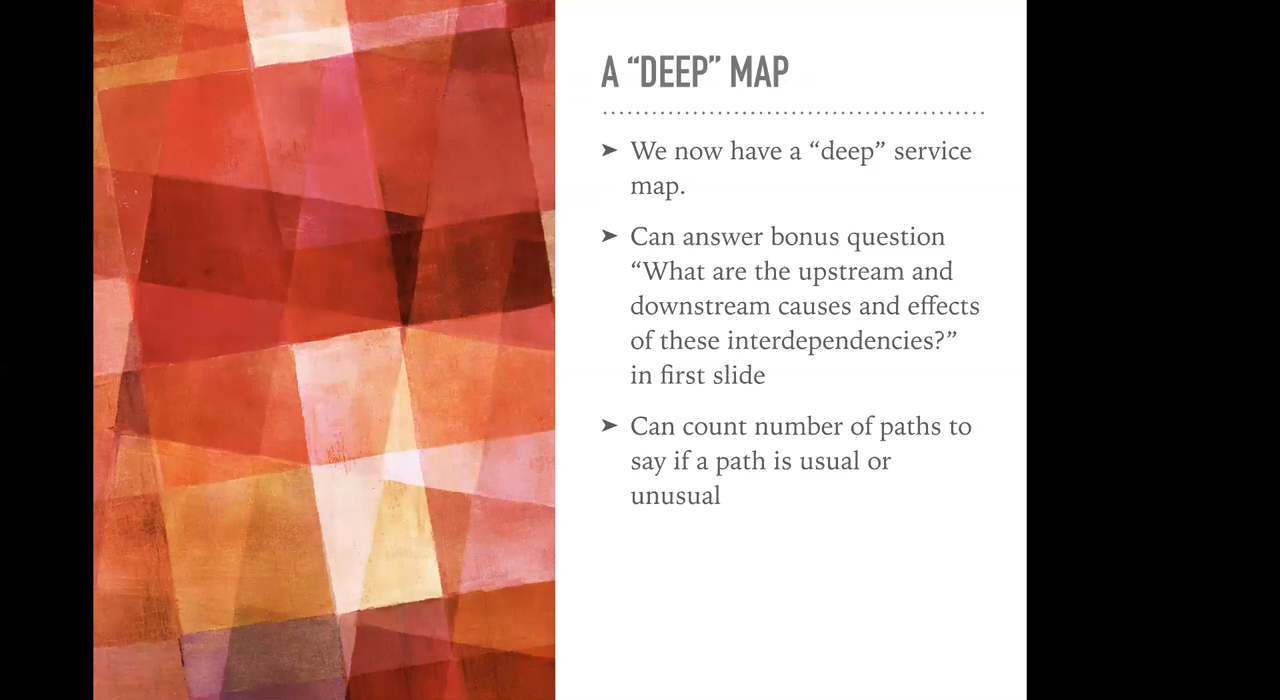 A “DEEP” MAP
➤ We now have a “deep” service
map.
➤ Can answer bonus question
“What are the upstream and
downstream causes and effects
of these interdependencies?”
in first slide
➤ Can count number of paths to
say if a path is usual or
unusual